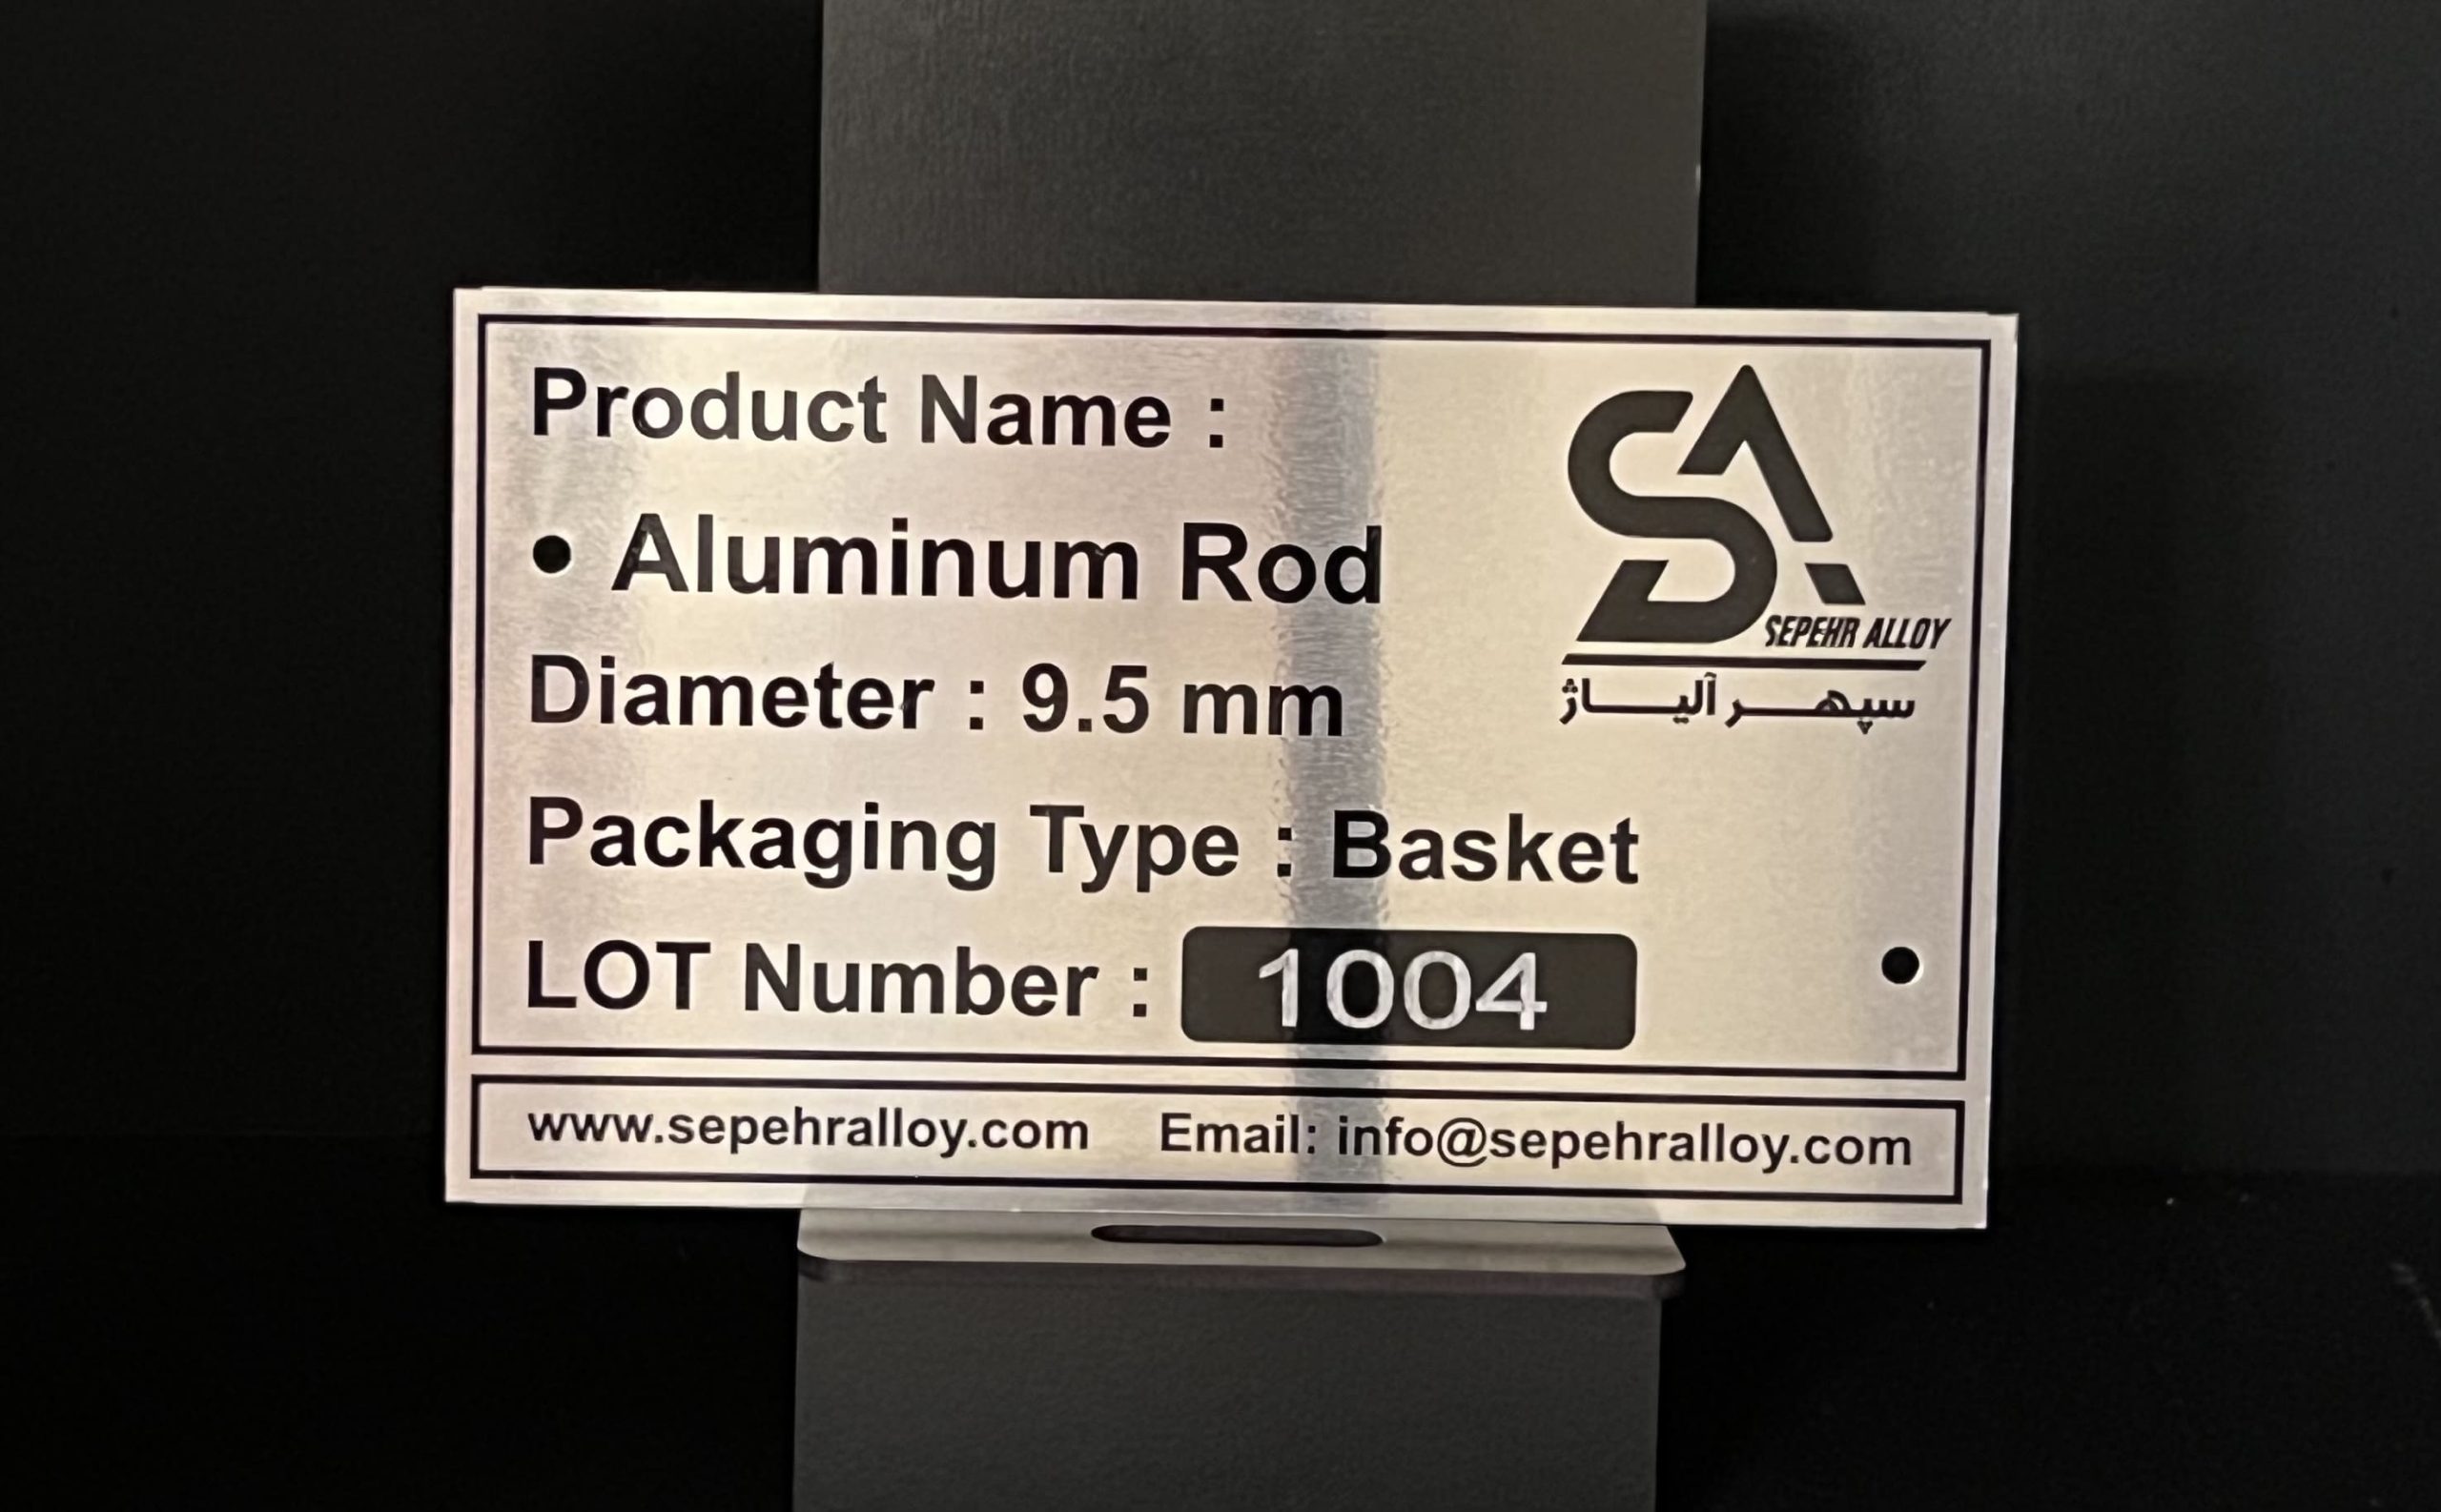 Product Name :
• Aluminum Rod
Diameter : 9.5 mm
Packaging Type : Basket
LOT Number : 1004
SA
SEPEHR ALLOY
سپهر آلیاژ
www.sepehralloy.com Email: info@sepehralloy.com